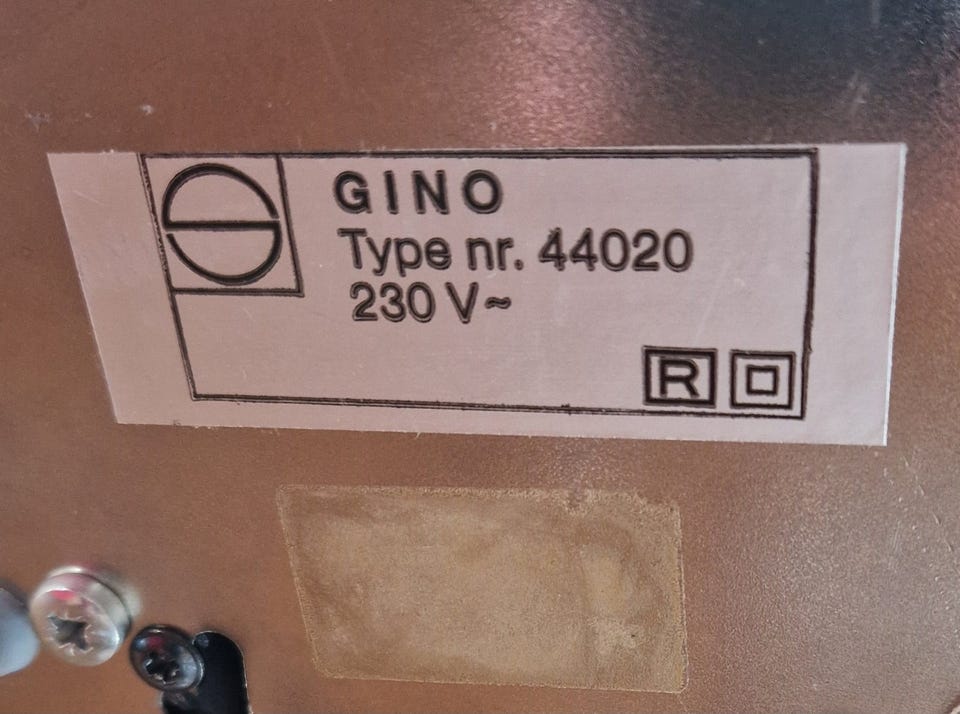 GINO
Type nr. 44020
230 V~
R